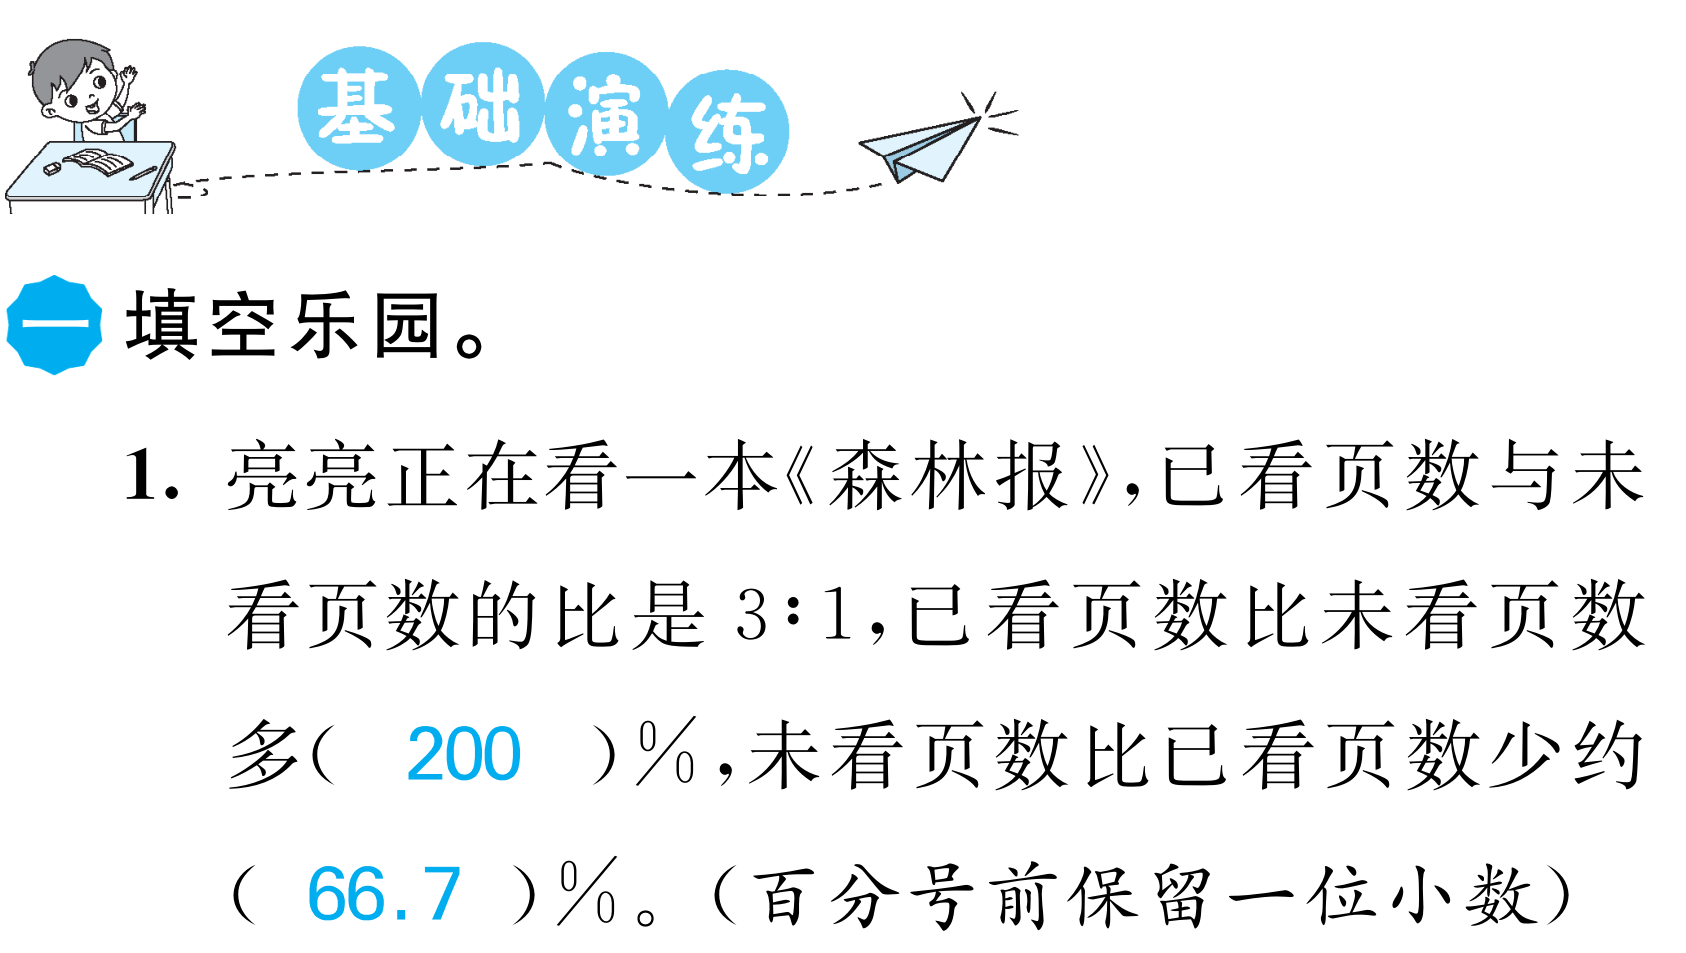 基础演练
一 填空乐园。
1. 亮亮正在看一本《森林报》,已看页数与未
看页数的比是 3∶1,已看页数比未看页数
多( 200 )%,未看页数比已看页数少约
( 66.7 )%。(百分号前保留一位小数)